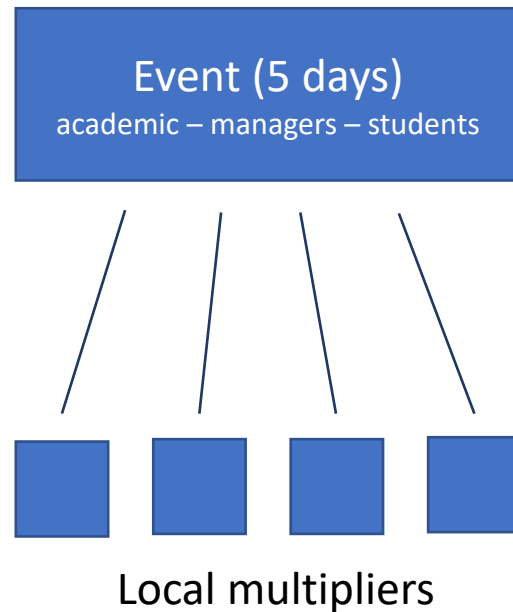 Event (5 days)
academic – managers – students
Local multipliers